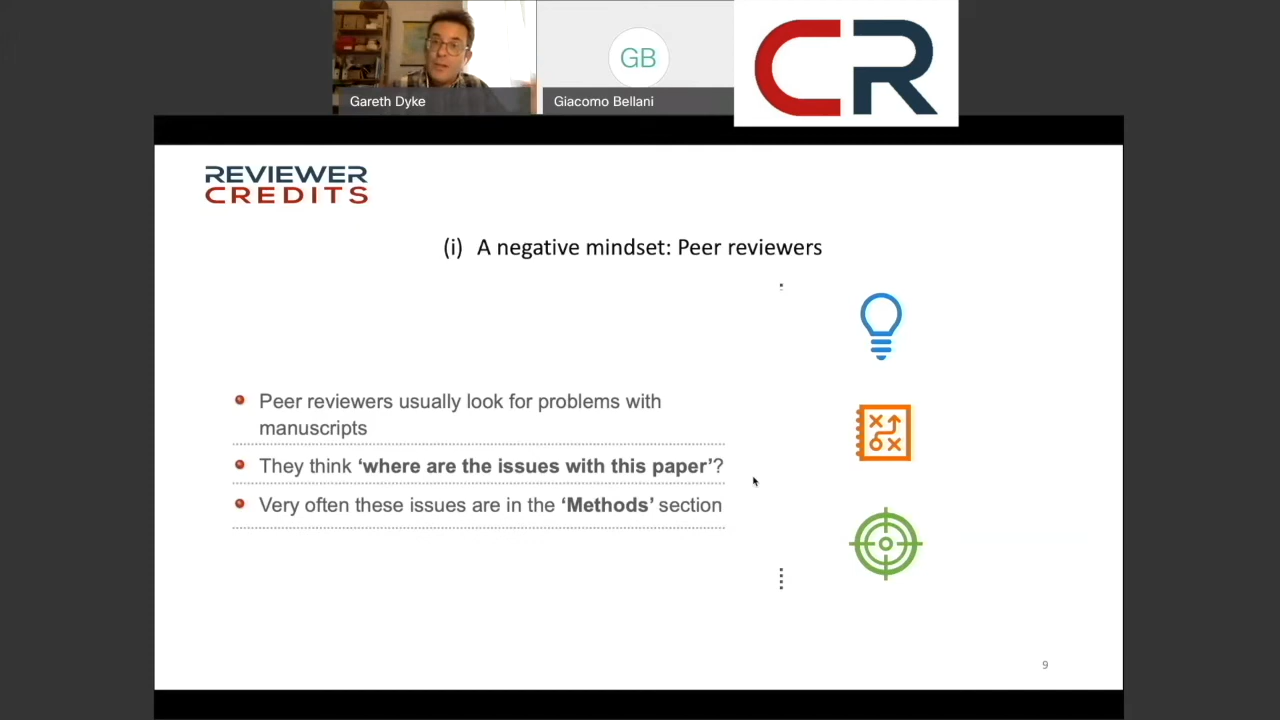 Gareth Dyke
GB
Giacomo Bellani
CR
REVIEWER
CREDITS
(i) A negative mindset: Peer reviewers
Peer reviewers usually look for problems with
manuscripts
They think ‘where are the issues with this paper’?
Very often these issues are in the ‘Methods’ section
9